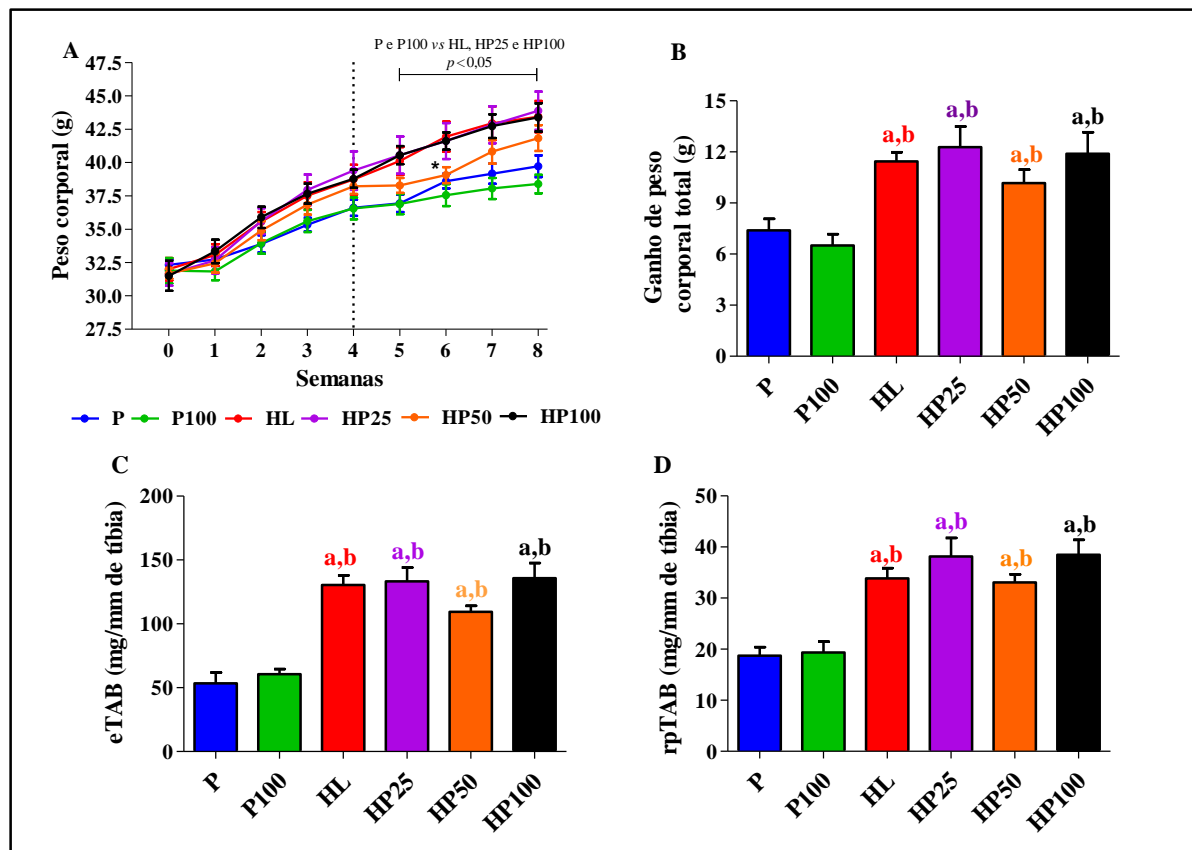 A
P e P100 vs HL, HP25 e HP100
p<0,05
Peso corporal (g)
47.5
45.0
42.5
40.0
37.5
35.0
32.5
30.0
27.5
*
0 1 2 3 4 5 6 7 8
Semanas
P P100 HL HP25 HP50 HP100
B
Ganho de peso
corporal total (g)
15
12
9
6
3
0
a,b a,b a,b a,b
P P100 HL HP25 HP50 HP100
C
eTAB (mg/mm de tíbia)
200
150
100
50
0
a,b a,b a,b a,b
P P100 HL HP25 HP50 HP100
D
rpTAB (mg/mm de tíbia)
50
40
30
20
10
0
a,b a,b a,b a,b
P P100 HL HP25 HP50 HP100